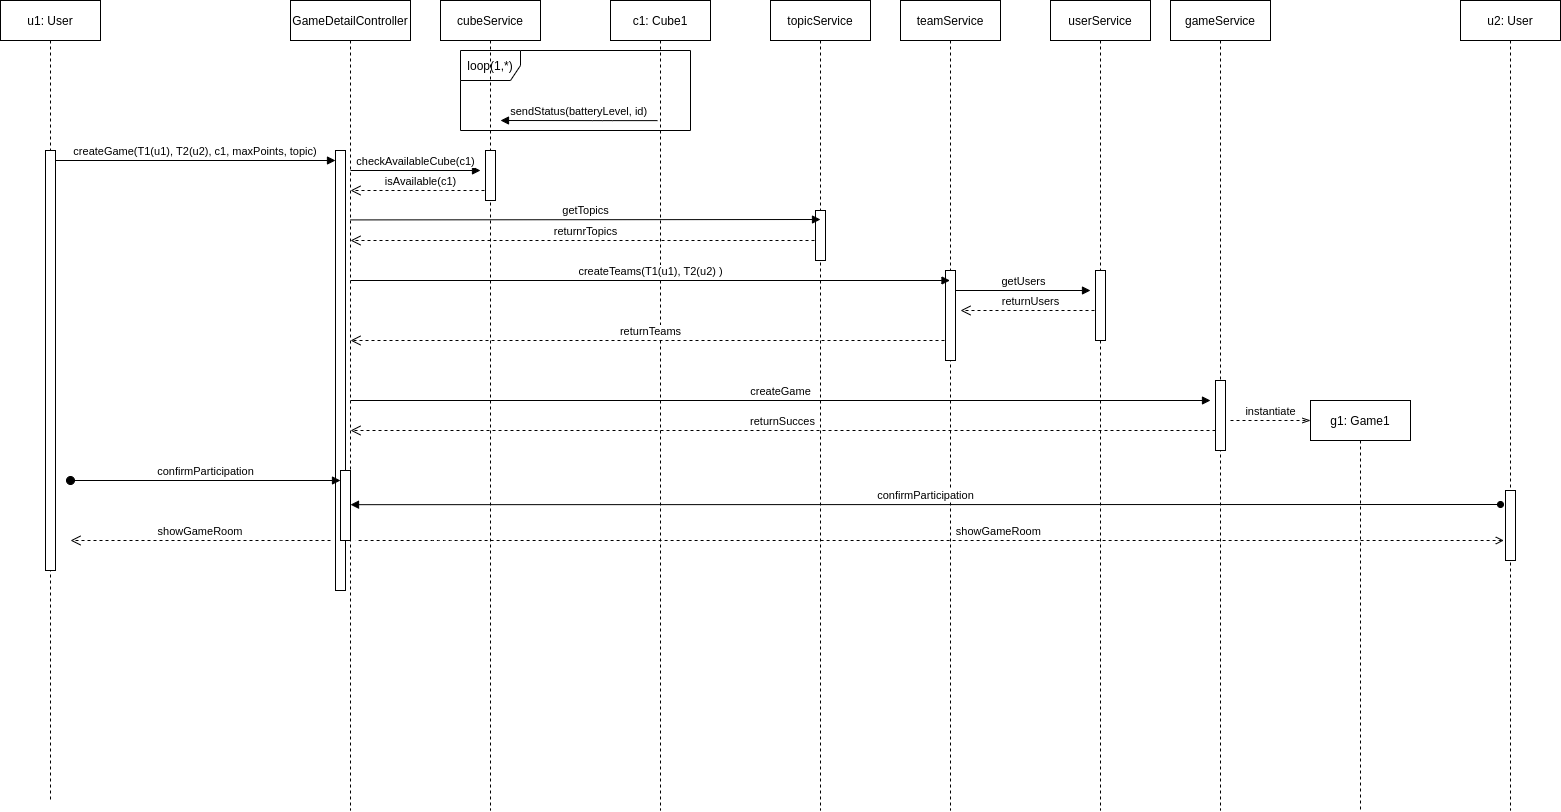 u1: User
GameDetailController
cubeService
c1: Cube1
topicService
teamService
userService
gameService
u2: User
loop(1,*)
sendStatus(batteryLevel, id)
createGame(T1(u1), T2(u2), c1, maxPoints, topic)
checkAvailableCube(c1)
isAvailable(c1)
getTopics
returnrTopics
createTeams(T1(u1), T2(u2) )
getUsers
returnUsers
returnTeams
createGame
instantiate
returnSucces
g1: Game1
confirmParticipation
confirmParticipation
showGameRoom
showGameRoom